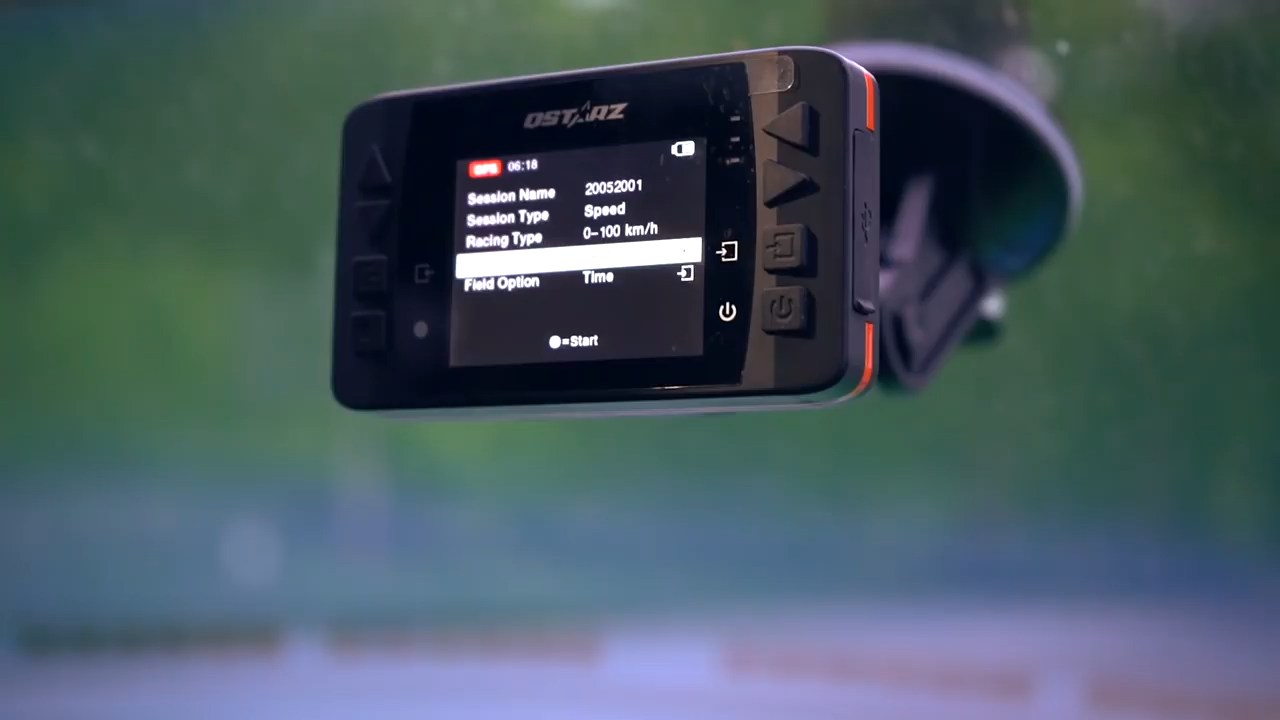 QSTARZ
GPS 06:18
Session Name 20052001
Session Type Speed
Racing Type 0-100 km/h
Field Option Time
=Start